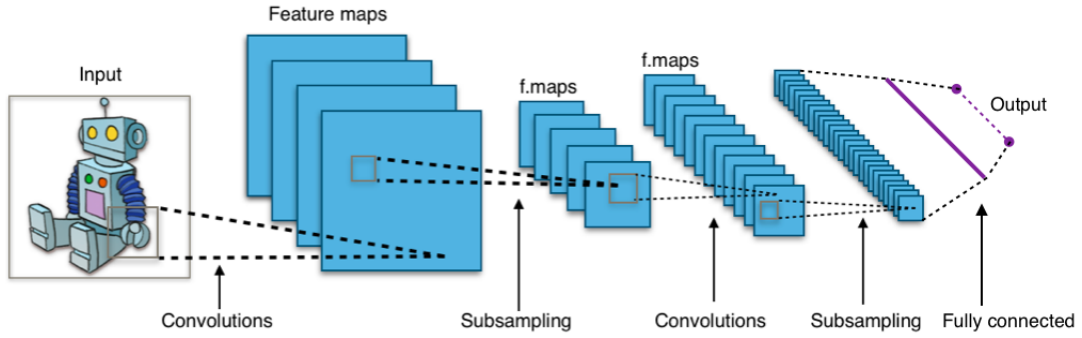 Feature maps
Input
f.maps
f.maps
Output
Convolutions
Subsampling
Convolutions
Subsampling
Fully connected